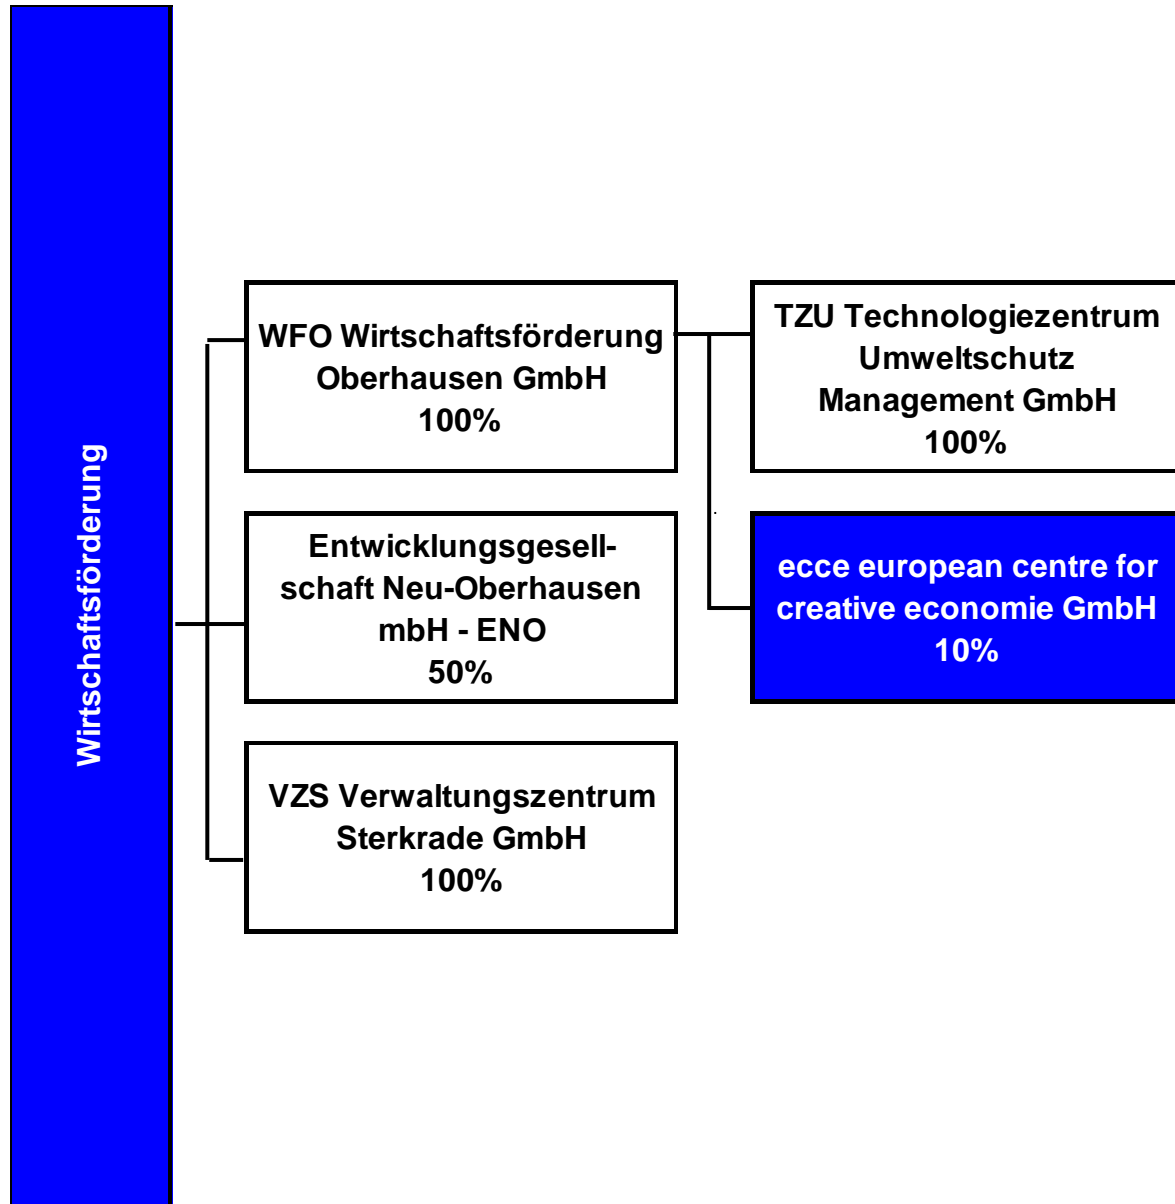 Wirtschaftsförderung
WFO Wirtschaftsförderung
Oberhausen GmbH
100%
TZU Technologiezentrum
Umweltschutz
Management GmbH
100%
Entwicklungsgesell-
schaft Neu-Oberhausen
mbH - ENO
50%
ecce european centre for
creative economie GmbH
10%
VZS Verwaltungszentrum
Sterkrade GmbH
100%